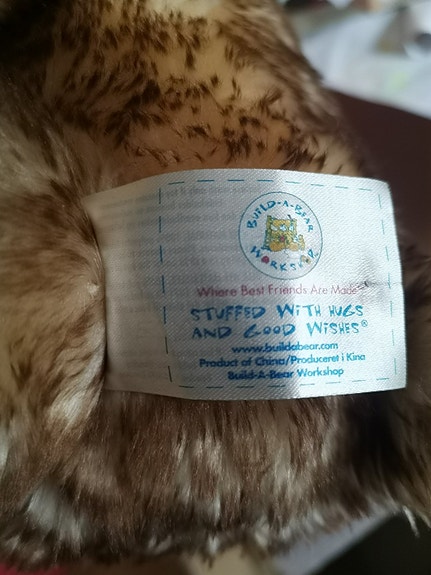 BUILD-A-BEAR
WORKSHOP
Where Best Friends Are Made
STUFFED WITH HUGS
AND GOOD WISHES®
www.buildabear.com
Product of China/Produceret i Kina
Build-A-Bear Workshop